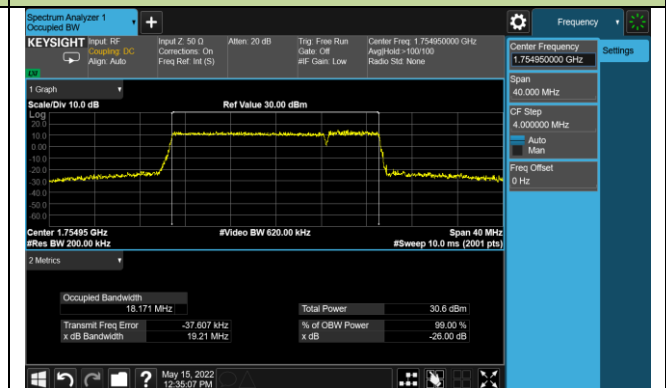 Spectrum Analyzer 1
Occupied BW
Frequency
KEYSIGHT
Input: RF
Coupling: DC
Align: Auto
Input Z: 50 Ω
Corrections: On
Freq Ref: Int (S)
Atten: 20 dB
Trig: Free Run
Gate: Off
#IF Gain: Low
Center Freq: 1.754950000 GHz
Avg|Hold:>100/100
Radio Std: None
LW
Center Frequency
1.754950000 GHz
Settings
Span
40.000 MHz
CF Step
4.000000 MHz
Auto
Man
Freq Offset
0 Hz
1 Graph
Scale/Div 10.0 dB
Ref Value 30.00 dBm
Log
20.0
10.0
0.00
-10.0
-20.0
-30.0
-40.0
-50.0
-60.0
Center 1.75495 GHz
#Video BW 620.00 kHz
Span 40 MHz
#Res BW 200.00 kHz
#Sweep 10.0 ms (2001 pts)
2 Metrics
Occupied Bandwidth
18.171 MHz
Total Power
30.6 dBm
Transmit Freq Error
-37.607 kHz
% of OBW Power
99.00 %
x dB Bandwidth
19.21 MHz
x dB
-26.00 dB
?
May 15, 2022
12:35:07 PM